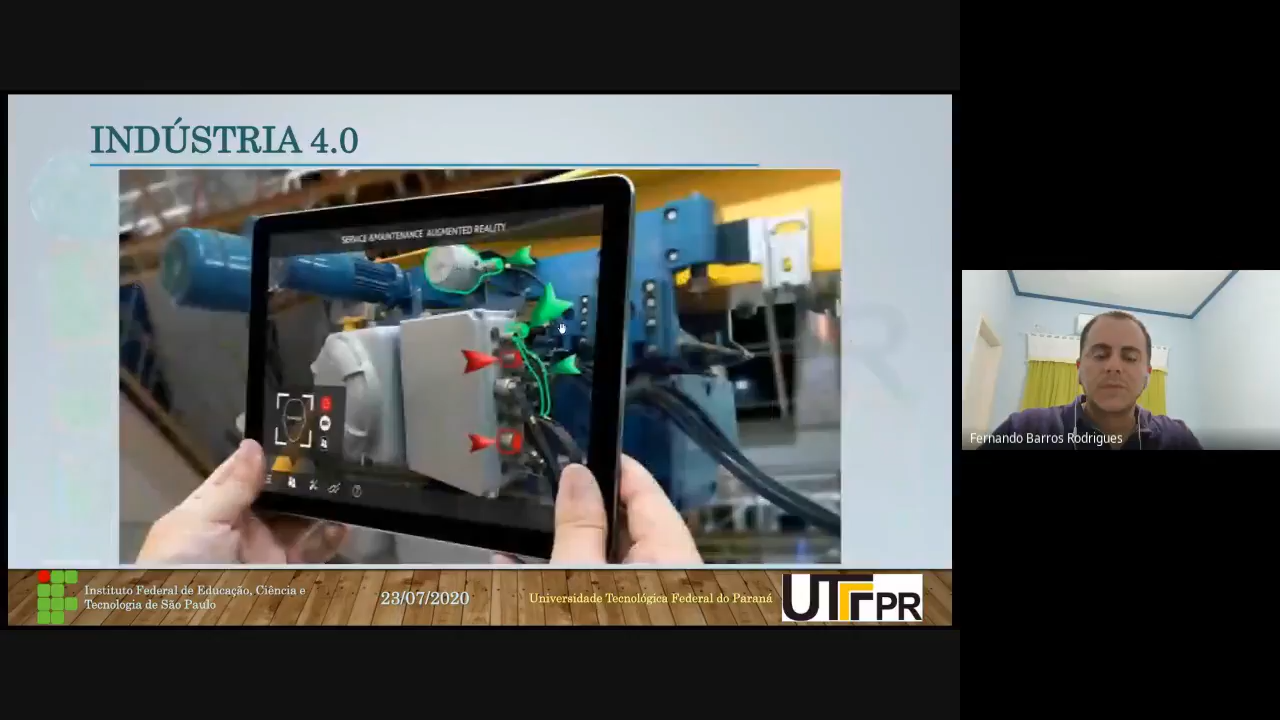 INDÚSTRIA 4.0
SERVICE &MAINTENANCE AUGMENTED REALITY
Instituto Federal de Educação, Ciência e
Tecnologia de São Paulo
23/07/2020
Universidade Tecnológica Federal do Paraná
UTFPR
Fernando Barros Rodrigues